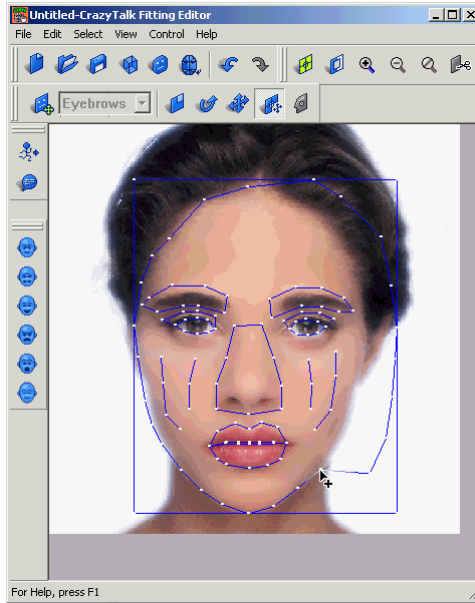 Untitled-CrazyTalk Fitting Editor
File Edit Select View Control Help
Eyebrows
For Help, press F1